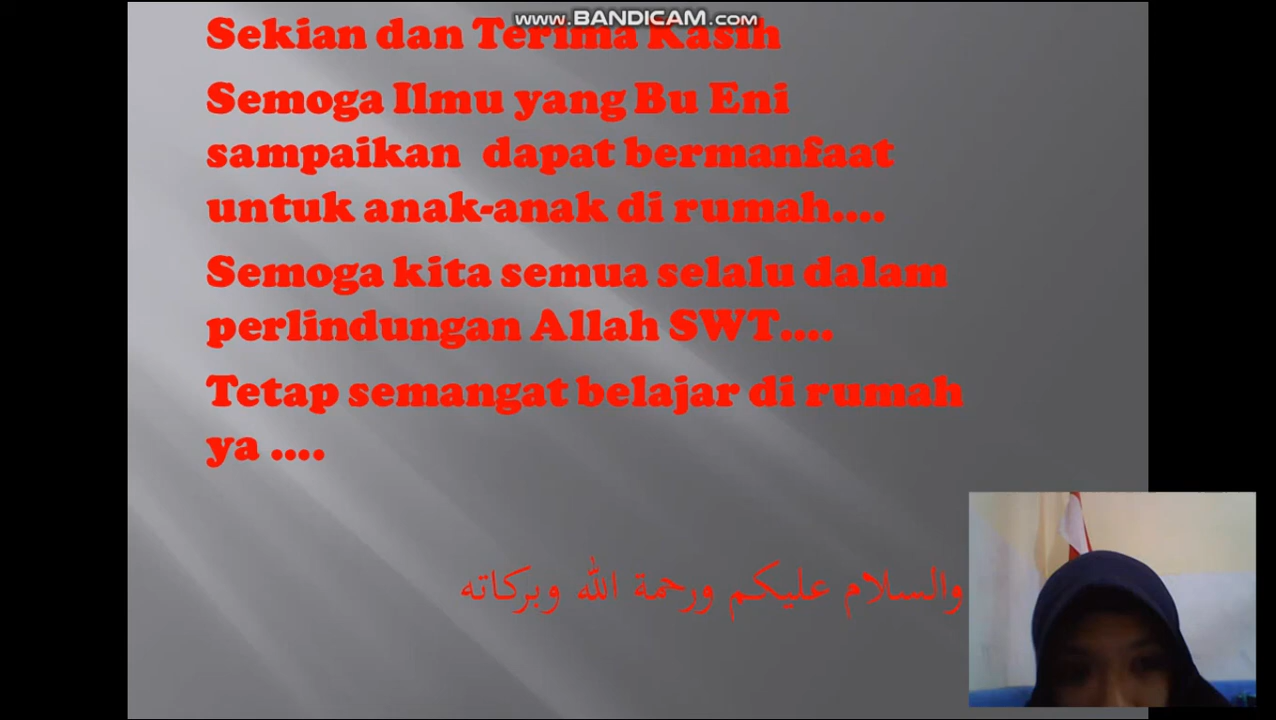 www.BANDICAM.com
Sekian dan Terima Kasih
Semoga Ilmu yang Bu Eni
sampaikan dapat bermanfaat
untuk anak-anak di rumah....
Semoga kita semua selalu dalam
perlindungan Allah SWT....
Tetap semangat belajar di rumah
ya ....
والسلام عليكم ورحمة الله وبركاته